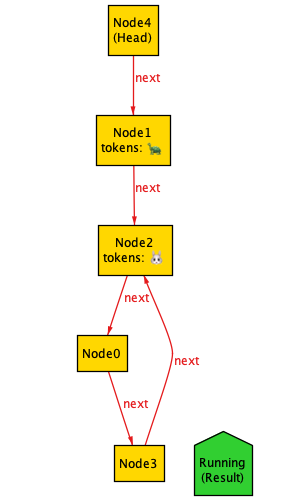 Node4
(Head)
next
Node1
tokens: 🐢
next
Node2
tokens: 🐰
next
Node0
next
next
Node3
Running
(Result)